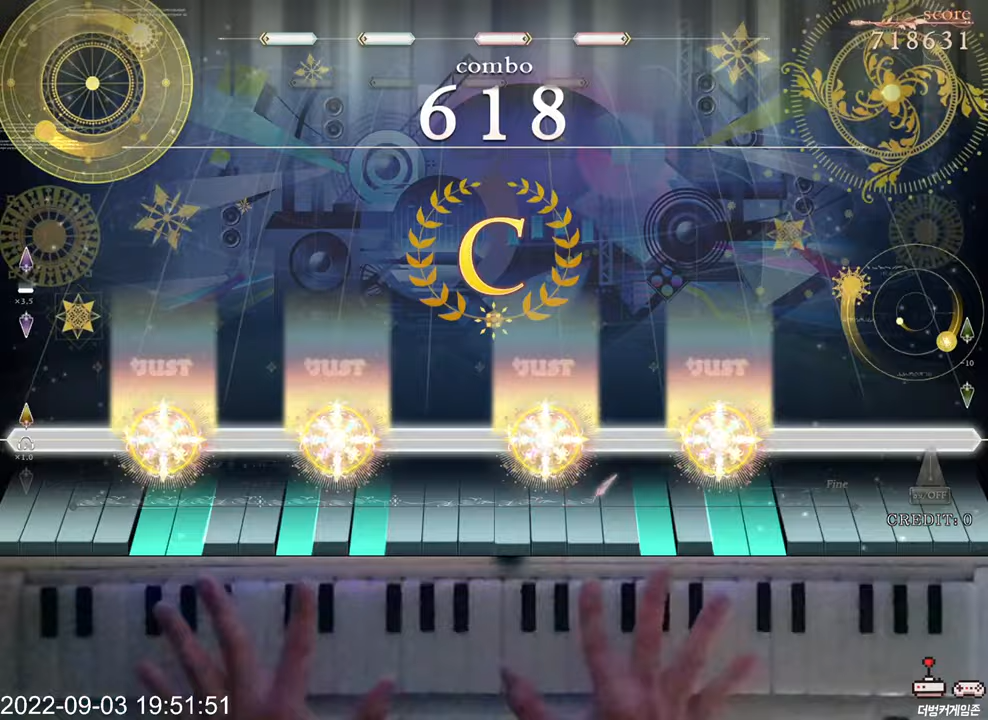 score
718631
combo
618
C
×3.5
JUST JUST JUST JUST
-10
×1.0
Fine
CREDIT: 0
2022-09-03 19:51:51
더범커게임존